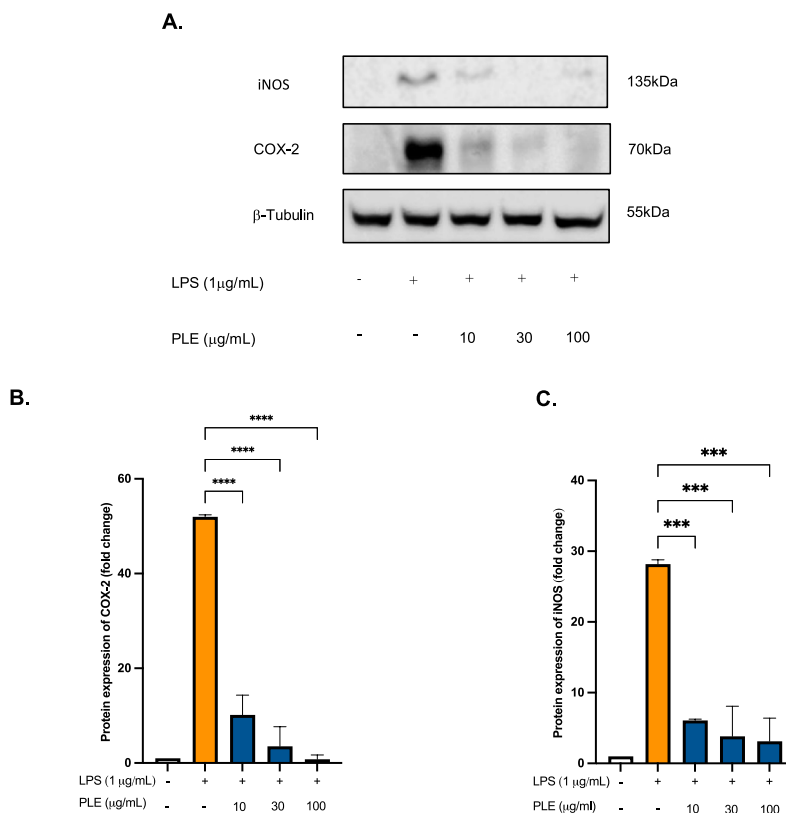 A.
iNOS 135kDa
COX-2 70kDa
β-Tubulin 55kDa
LPS (1μg/mL) - + + + +
PLE (μg/mL) - - 10 30 100
B.
****
****
****
Protein expression of COX-2 (fold change)
60
40
20
0
LPS (1 μg/mL) - + + + +
PLE (μg/mL) - - 10 30 100
C.
***
***
***
Protein expression of iNOS (fold change)
40
30
20
10
0
LPS (1 μg/mL) - + + + +
PLE (μg/ml) - - 10 30 100